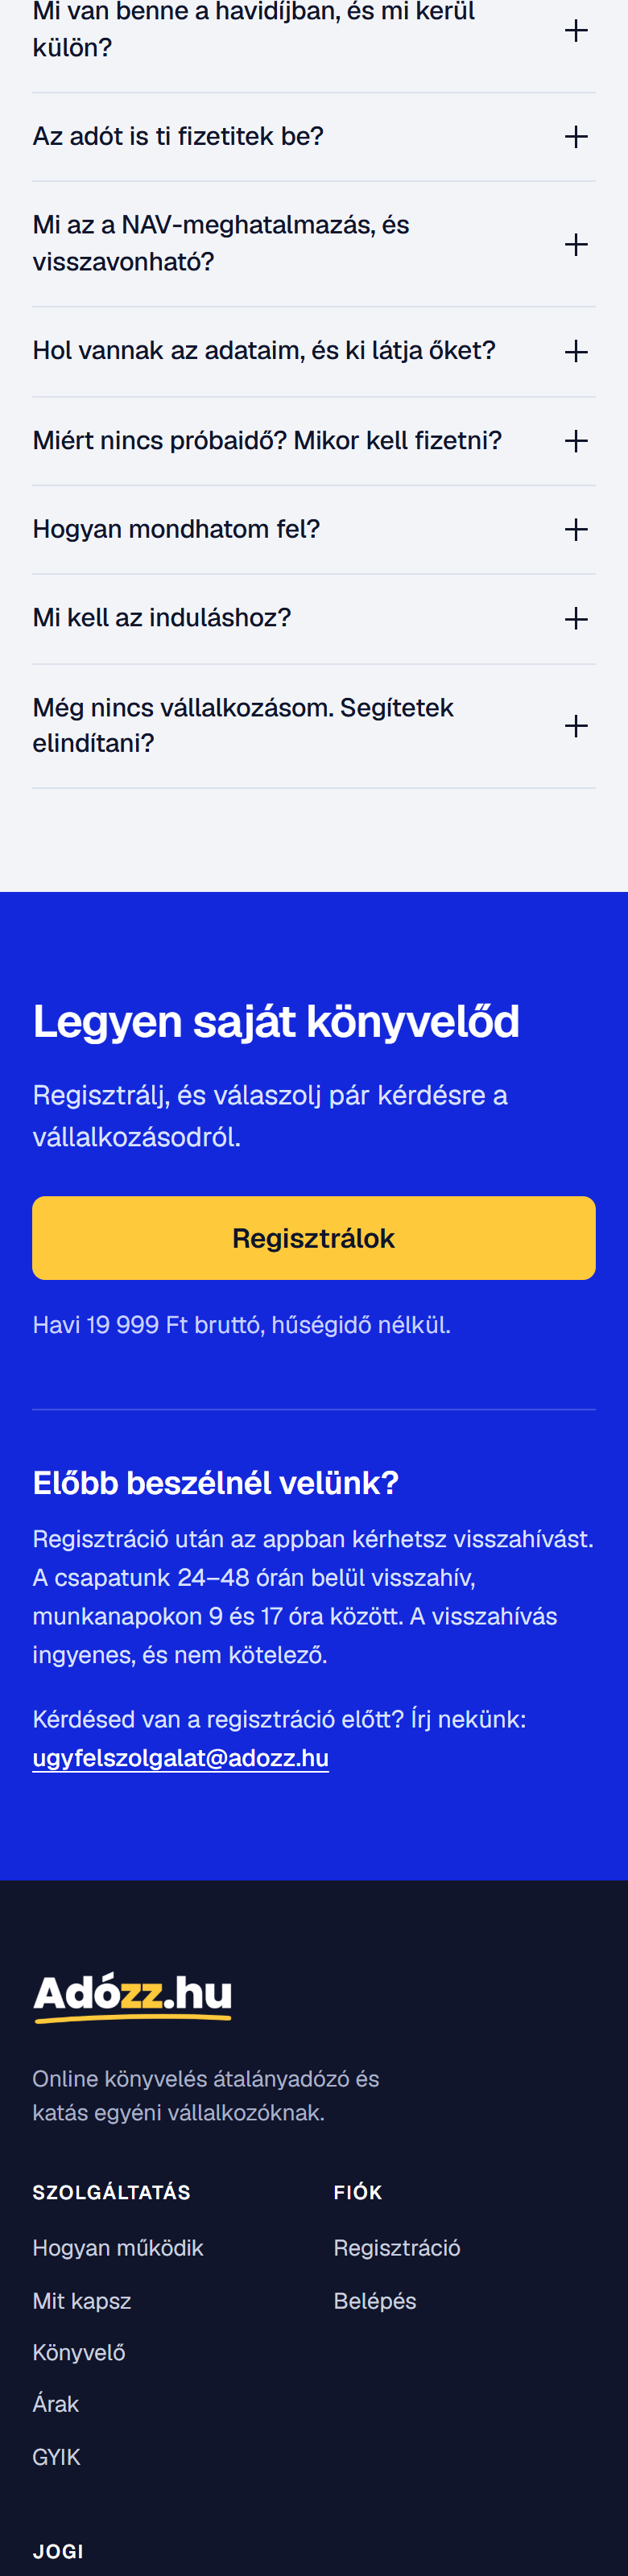 Mi van benne a havidíjban, és mi kerül
külön?
Az adót is ti fizetitek be?
Mi az a NAV-meghatalmazás, és
visszavonható?
Hol vannak az adataim, és ki látja őket?
Miért nincs próbaidő? Mikor kell fizetni?
Hogyan mondhatom fel?
Mi kell az induláshoz?
Még nincs vállalkozásom. Segítetek
elindítani?
Legyen saját könyvelőd
Regisztrálj, és válaszolj pár kérdésre a
vállalkozásodról.
Regisztrálok
Havi 19 999 Ft bruttó, hűségidő nélkül.
Előbb beszélnél velünk?
Regisztráció után az appban kérhetsz visszahívást.
A csapatunk 24–48 órán belül visszahív,
munkanapokon 9 és 17 óra között. A visszahívás
ingyenes, és nem kötelező.
Kérdésed van a regisztráció előtt? Írj nekünk:
ugyfelszolgalat@adozz.hu
Adózz.hu
Online könyvelés átalányadózó és
katás egyéni vállalkozóknak.
SZOLGÁLTATÁS
Hogyan működik
Mit kapsz
Könyvelő
Árak
GYIK
FIÓK
Regisztráció
Belépés
JOGI